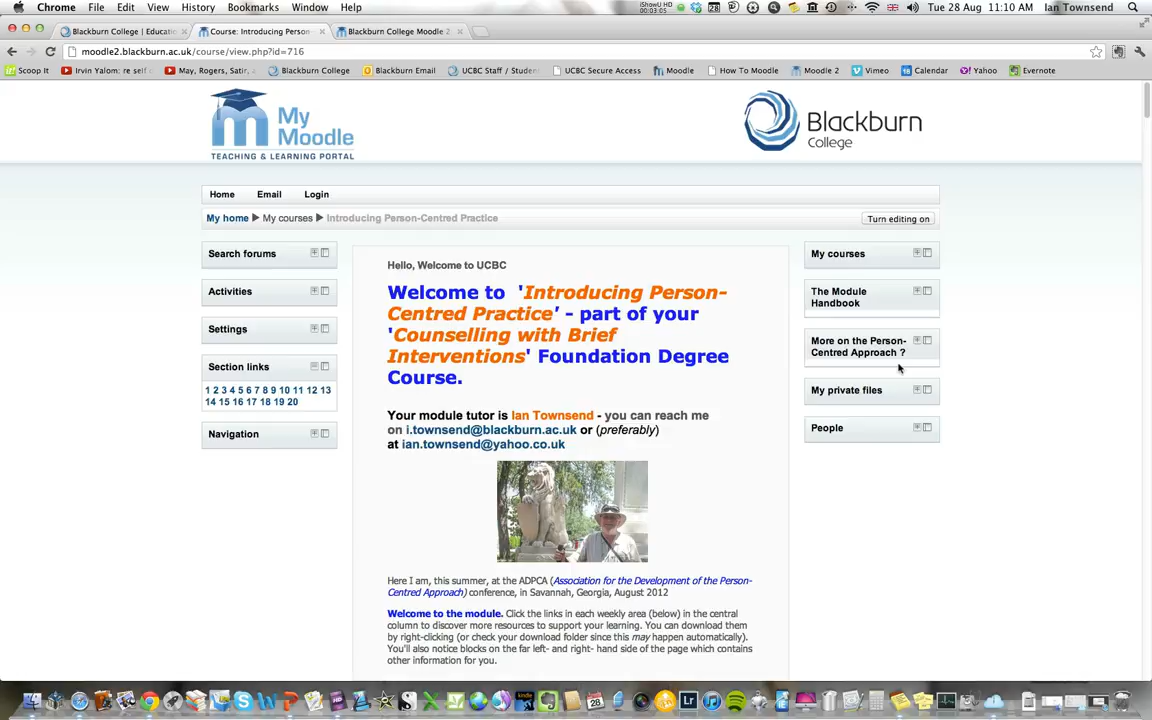 Chrome File Edit View History Bookmarks Window Help
iShowU HD
00:03:05
Tue 28 Aug 11:10 AM Ian Townsend
Blackburn College | Educati
Course: Introducing Person
Blackburn College Moodle 2
moodle2.blackburn.ac.uk/course/view.php?id=716
Scoop It
Irvin Yalom: re self
May, Rogers, Satir,
Blackburn College
Blackburn Email
UCBC Staff / Studen
UCBC Secure Access
Moodle
How To Moodle
Moodle 2
Vimeo
Calendar
Yahoo
Evernote
My
Moodle
TEACHING & LEARNING PORTAL
Blackburn
College
Home Email Login
My home ▶ My courses ▶ Introducing Person-Centred Practice
Turn editing on
Search forums
Activities
Settings
Section links
1 2 3 4 5 6 7 8 9 10 11 12 13
14 15 16 17 18 19 20
Navigation
Hello, Welcome to UCBC
Welcome to 'Introducing Person-
Centred Practice' - part of your
'Counselling with Brief
Interventions' Foundation Degree
Course.
Your module tutor is Ian Townsend - you can reach me
on i.townsend@blackburn.ac.uk or (preferably)
at ian.townsend@yahoo.co.uk
Here I am, this summer, at the ADPCA (Association for the Development of the Person-
Centred Approach) conference, in Savannah, Georgia, August 2012
Welcome to the module. Click the links in each weekly area (below) in the central
column to discover more resources to support your learning. You can download them
by right-clicking (or check your download folder since this may happen automatically).
You'll also notice blocks on the far left- and right- hand side of the page which contains
other information for you.
My courses
The Module
Handbook
More on the Person-
Centred Approach ?
My private files
People